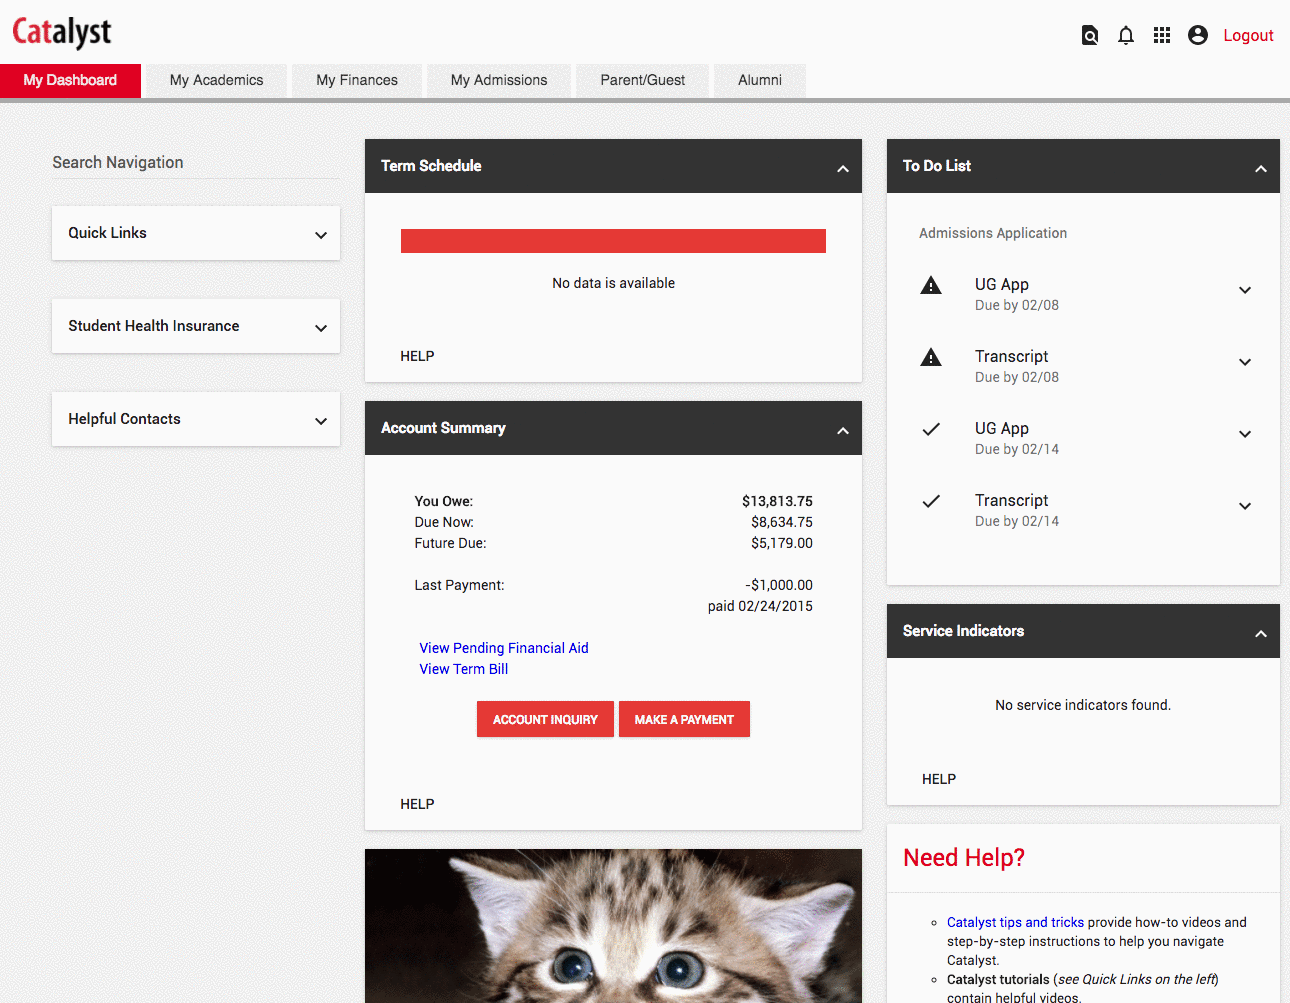 Catalyst
Logout
My Dashboard
My Academics
My Finances
My Admissions
Parent/Guest
Alumni
Search Navigation
Quick Links
Student Health Insurance
Helpful Contacts
Term Schedule
No data is available
HELP
Account Summary
You Owe: $13,813.75
Due Now: $8,634.75
Future Due: $5,179.00
Last Payment: -$1,000.00
paid 02/24/2015
View Pending Financial Aid
View Term Bill
ACCOUNT INQUIRY
MAKE A PAYMENT
HELP
To Do List
Admissions Application
UG App
Due by 02/08
Transcript
Due by 02/08
UG App
Due by 02/14
Transcript
Due by 02/14
Service Indicators
No service indicators found.
HELP
Need Help?
Catalyst tips and tricks provide how-to videos and
step-by-step instructions to help you navigate
Catalyst.
Catalyst tutorials (see Quick Links on the left)
contain helpful videos.